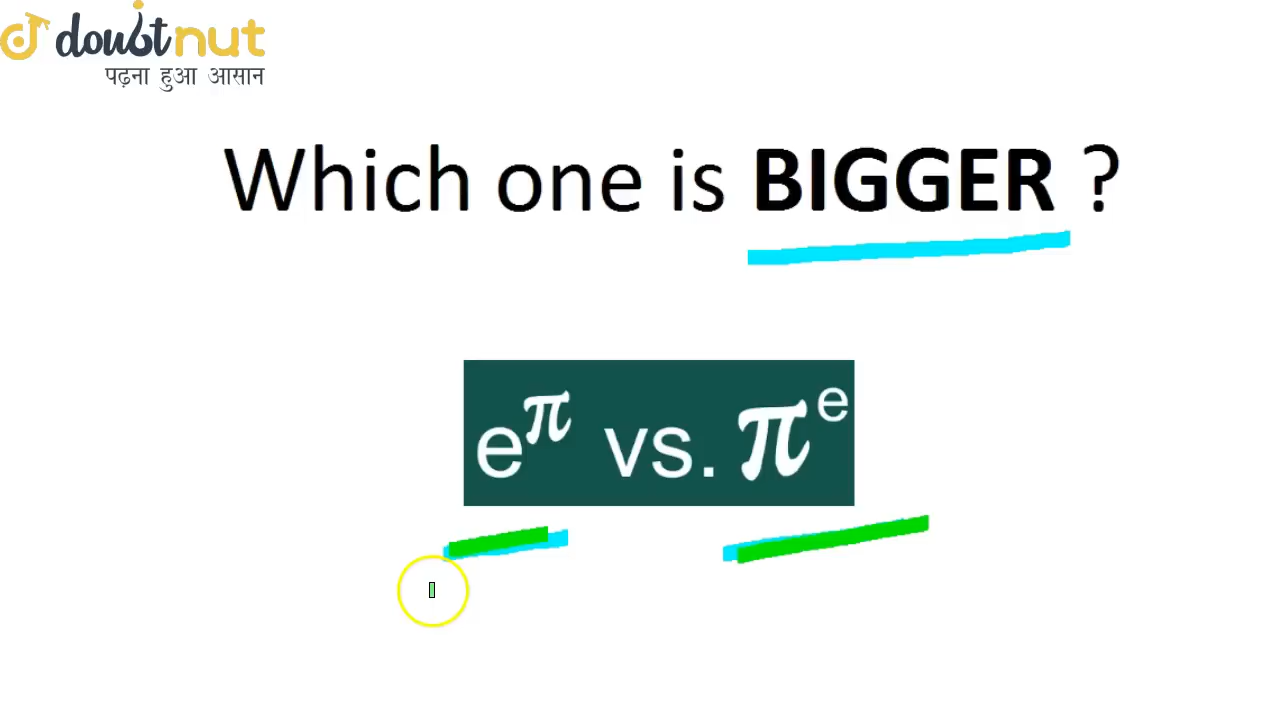 doubtnut
पढ़ना हुआ आसान
Which one is BIGGER ?
e^π vs. π^e